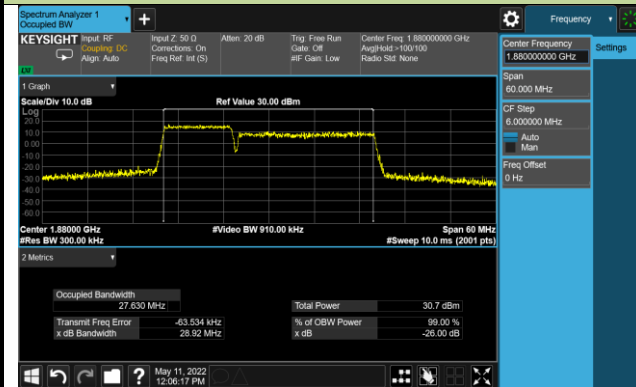 Spectrum Analyzer 1
Occupied BW
Frequency
KEYSIGHT
Input: RF
Coupling: DC
Align: Auto
Input Z: 50 Ω
Corrections: On
Freq Ref: Int (S)
Atten: 20 dB
Trig: Free Run
Gate: Off
#IF Gain: Low
Center Freq: 1.880000000 GHz
Avg|Hold:>100/100
Radio Std: None
Center Frequency
1.880000000 GHz
Settings
Span
60.000 MHz
CF Step
6.000000 MHz
Auto
Man
Freq Offset
0 Hz
1 Graph
Scale/Div 10.0 dB
Ref Value 30.00 dBm
Log
20.0
10.0
0.00
-10.0
-20.0
-30.0
-40.0
-50.0
-60.0
Center 1.88000 GHz
#Video BW 910.00 kHz
Span 60 MHz
#Res BW 300.00 kHz
#Sweep 10.0 ms (2001 pts)
2 Metrics
Occupied Bandwidth
27.630 MHz
Total Power
30.7 dBm
Transmit Freq Error
-63.534 kHz
% of OBW Power
99.00 %
x dB Bandwidth
28.92 MHz
x dB
-26.00 dB
May 11, 2022
12:06:17 PM